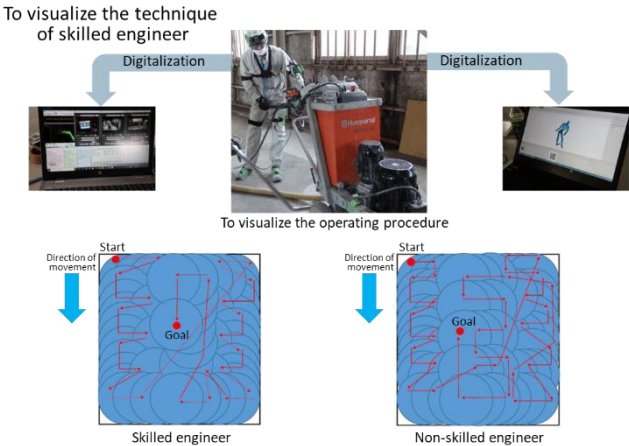 To visualize the technique
of skilled engineer
Digitalization
Digitalization
Husqvarna
To visualize the operating procedure
Start
Direction of
movement
Goal
Skilled engineer
Start
Direction of
movement
Goal
Non-skilled engineer